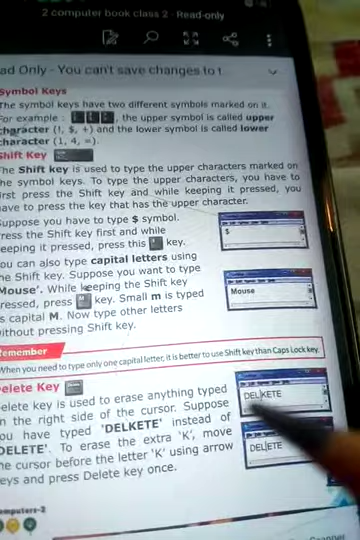 2 computer book class 2 - Read-only
ad Only - You can't save changes to t
Symbol Keys
The symbol keys have two different symbols marked on it.
For example : the upper symbol is called upper
character (!, $, +) and the lower symbol is called lower
character (1, 4, =).
Shift Key
The Shift key is used to type the upper characters marked on
the symbol keys. To type the upper characters, you have to
first press the Shift key and while keeping it pressed, you
have to press the key that has the upper character.
Suppose you have to type $ symbol.
Press the Shift key first and while
keeping it pressed, press this key.
$
You can also type capital letters using
the Shift key. Suppose you want to type
'Mouse'. While keeping the Shift key
pressed, press M key. Small m is typed
as capital M. Now type other letters
without pressing Shift key.
Mouse
Remember
When you need to type only one capital letter, it is better to use Shift key than Caps Lock key.
Delete Key
Delete key is used to erase anything typed
on the right side of the cursor. Suppose
you have typed 'DELKETE' instead of
'DELETE'. To erase the extra 'K', move
the cursor before the letter 'K' using arrow
keys and press Delete key once.
DEL|KETE
DEL|ETE
omputers-2